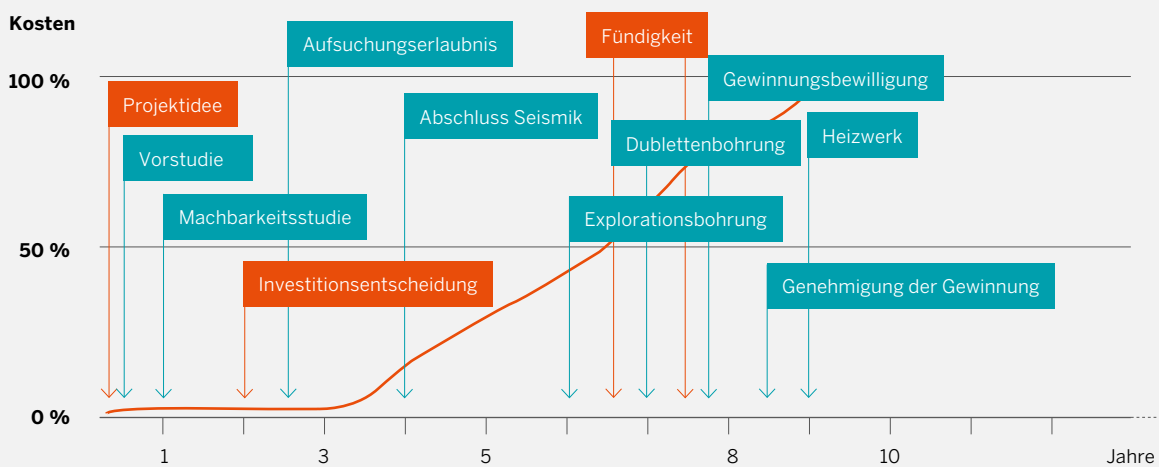 Kosten
Aufsuchungserlaubnis
Fündigkeit
100 %
Gewinnungsbewilligung
Projektidee
Abschluss Seismik
Heizwerk
Vorstudie
Dublettenbohrung
Machbarkeitsstudie
Explorationsbohrung
50 %
Investitionsentscheidung
Genehmigung der Gewinnung
0 %
1 3 5 8 10 Jahre